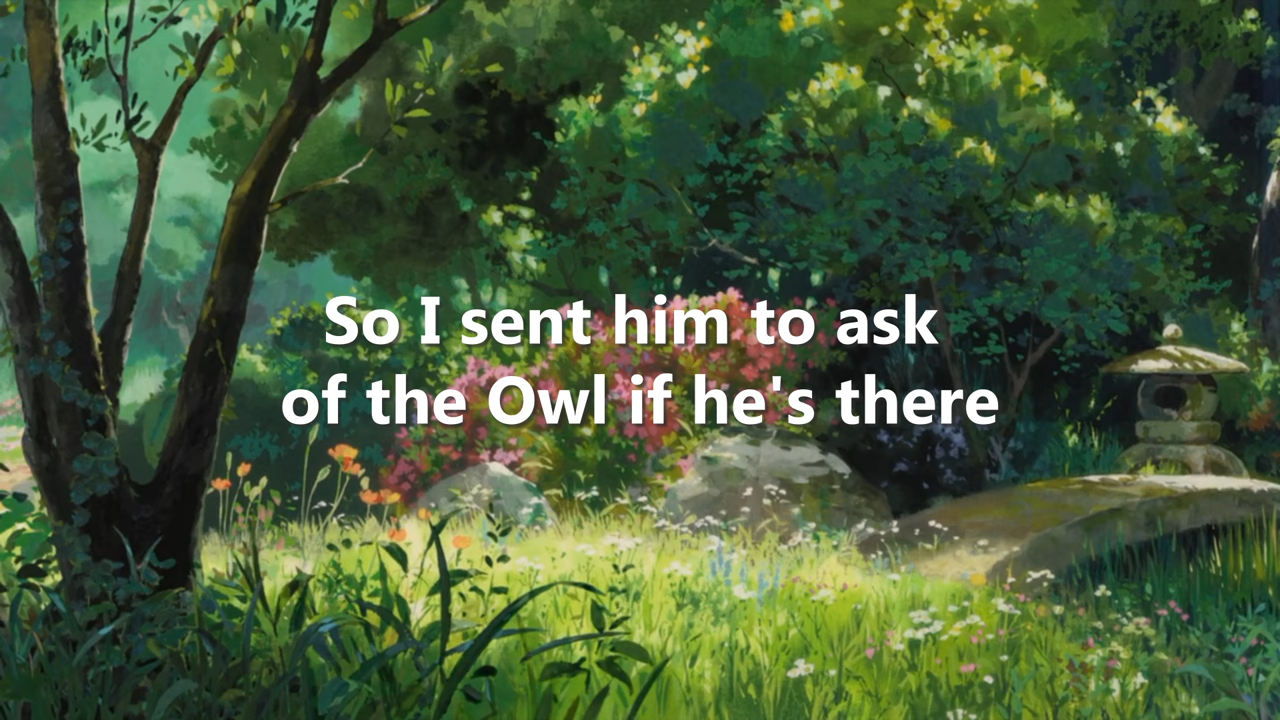 So I sent him to ask
of the Owl if he's there